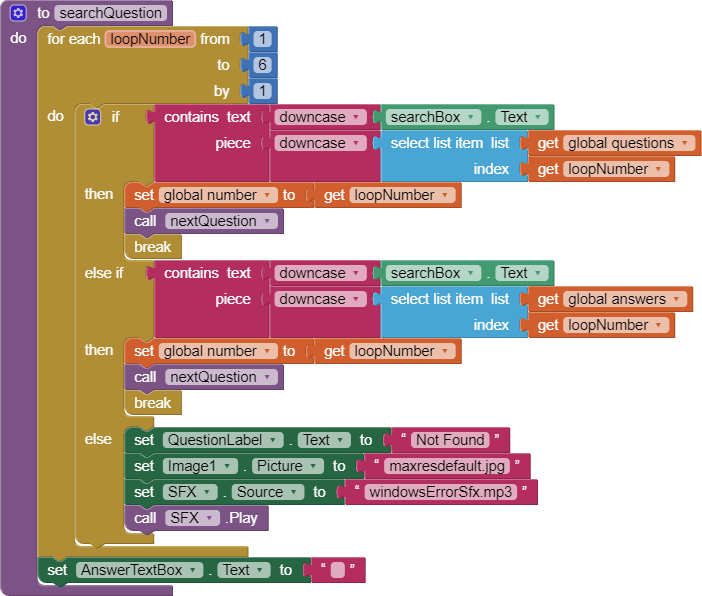 to searchQuestion
do for each loopNumber from 1
to 6
by 1
do if contains text downcase searchBox . Text
piece downcase select list item list get global questions
index get loopNumber
then set global number to get loopNumber
call nextQuestion
break
else if contains text downcase searchBox . Text
piece downcase select list item list get global answers
index get loopNumber
then set global number to get loopNumber
call nextQuestion
break
else set QuestionLabel . Text to “ Not Found ”
set Image1 . Picture to “ maxresdefault.jpg ”
set SFX . Source to “ windowsErrorSfx.mp3 ”
call SFX .Play
set AnswerTextBox . Text to “ ”